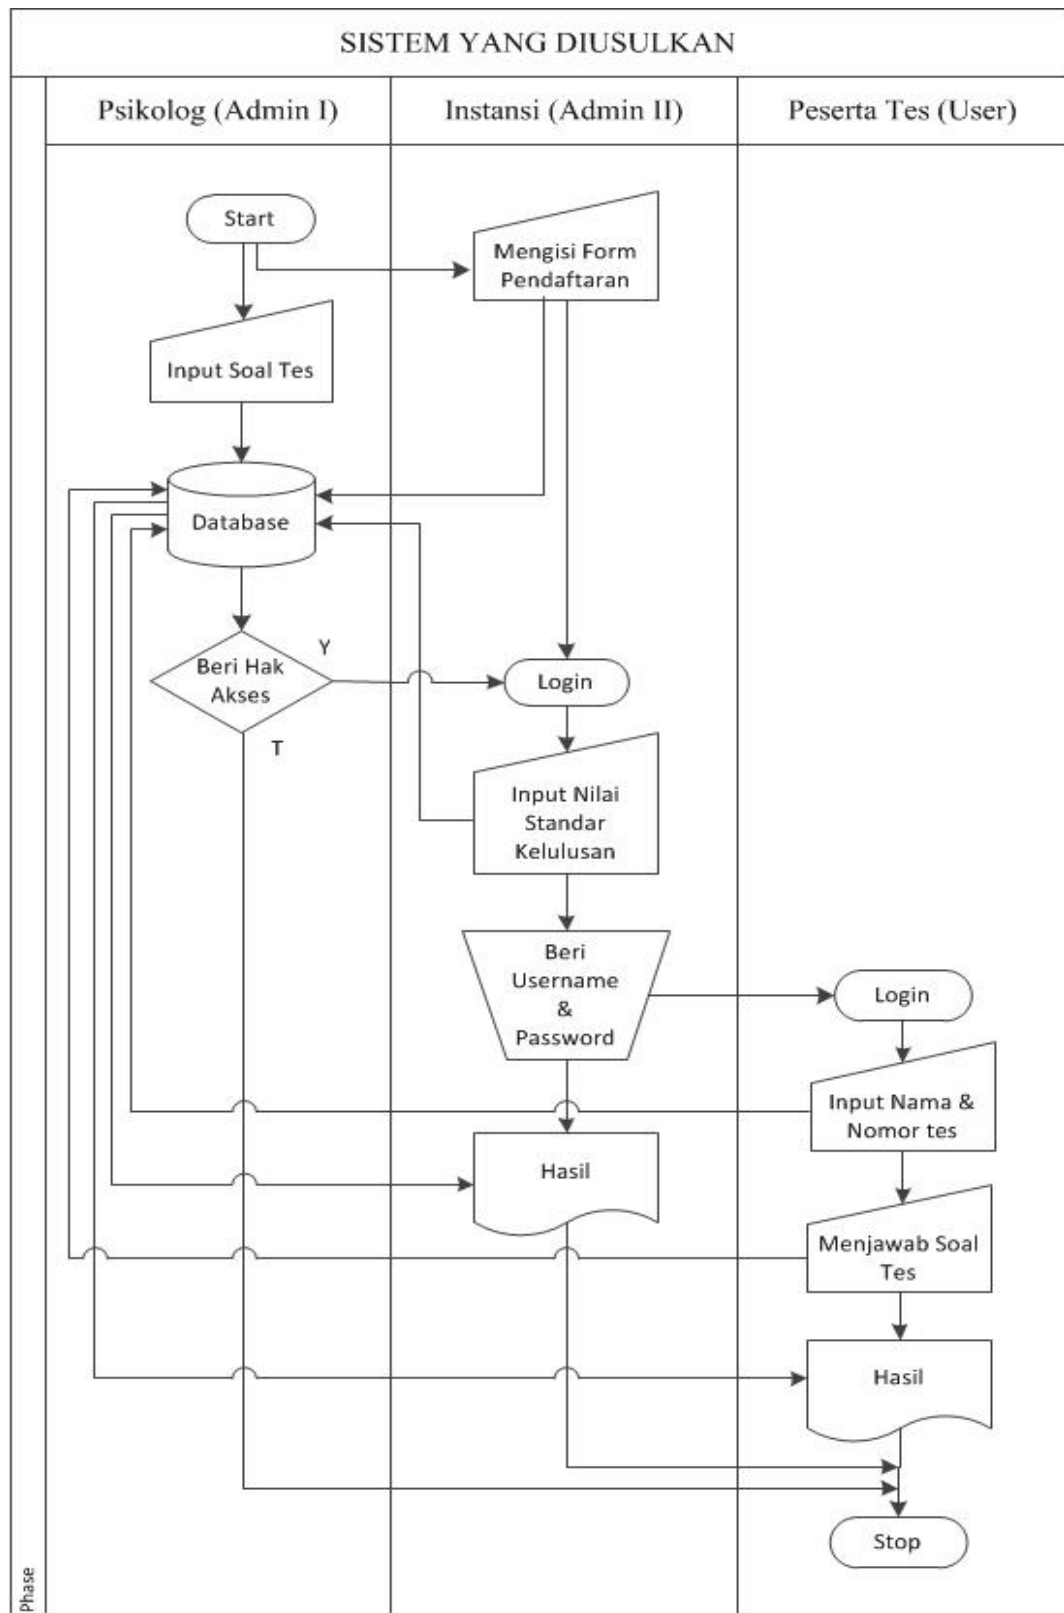 SISTEM YANG DIUSULKAN
Psikolog (Admin I)
Instansi (Admin II)
Peserta Tes (User)
Start
Mengisi Form
Pendaftaran
Input Soal Tes
Database
Beri Hak
Akses
Y
T
Login
Input Nilai
Standar
Kelulusan
Beri
Username
&
Password
Login
Input Nama &
Nomor tes
Hasil
Menjawab Soal
Tes
Hasil
Stop
Phase